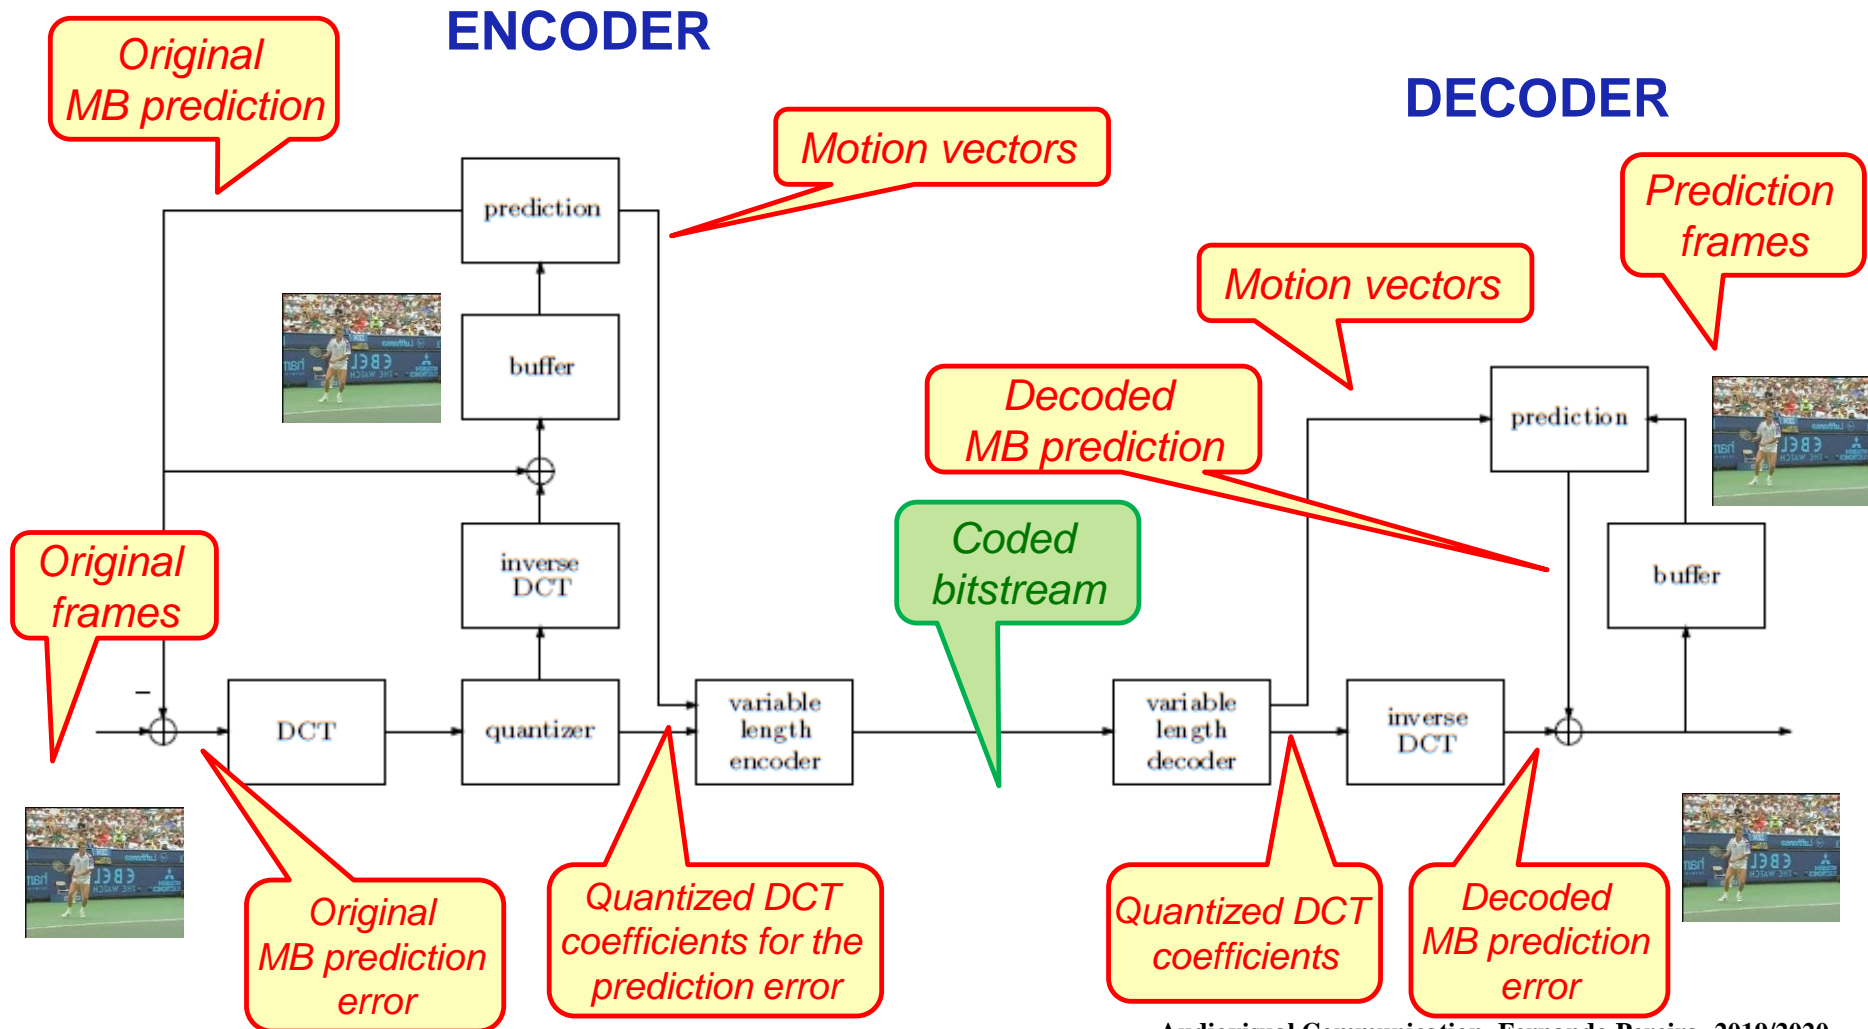 ENCODER
DECODER
Original
MB prediction
Motion vectors
Prediction
frames
prediction
Motion vectors
buffer
Decoded
MB prediction
prediction
Original
frames
inverse
DCT
Coded
bitstream
buffer
−
DCT
quantizer
variable
length
encoder
variable
length
decoder
inverse
DCT
Original
MB prediction
error
Quantized DCT
coefficients for the
prediction error
Quantized DCT
coefficients
Decoded
MB prediction
error